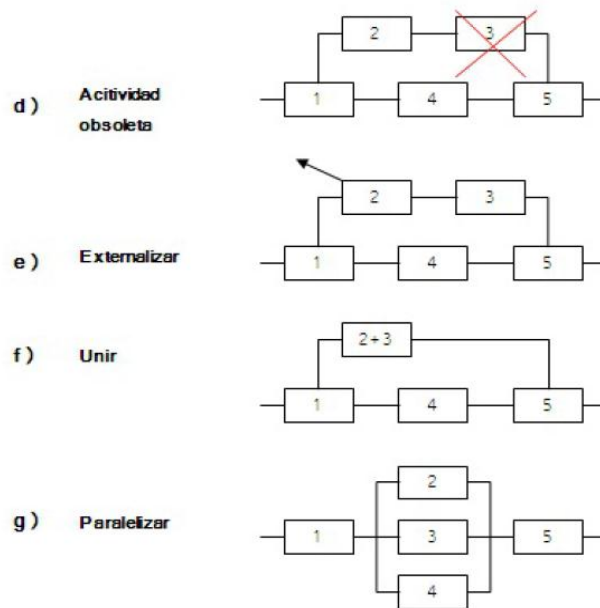 2
3
d )
Acitividad
obsoleta
1
4
5
2
3
e )
Externalizar
1
4
5
2+3
f )
Unir
1
4
5
2
g )
Paralelizar
1
3
5
4